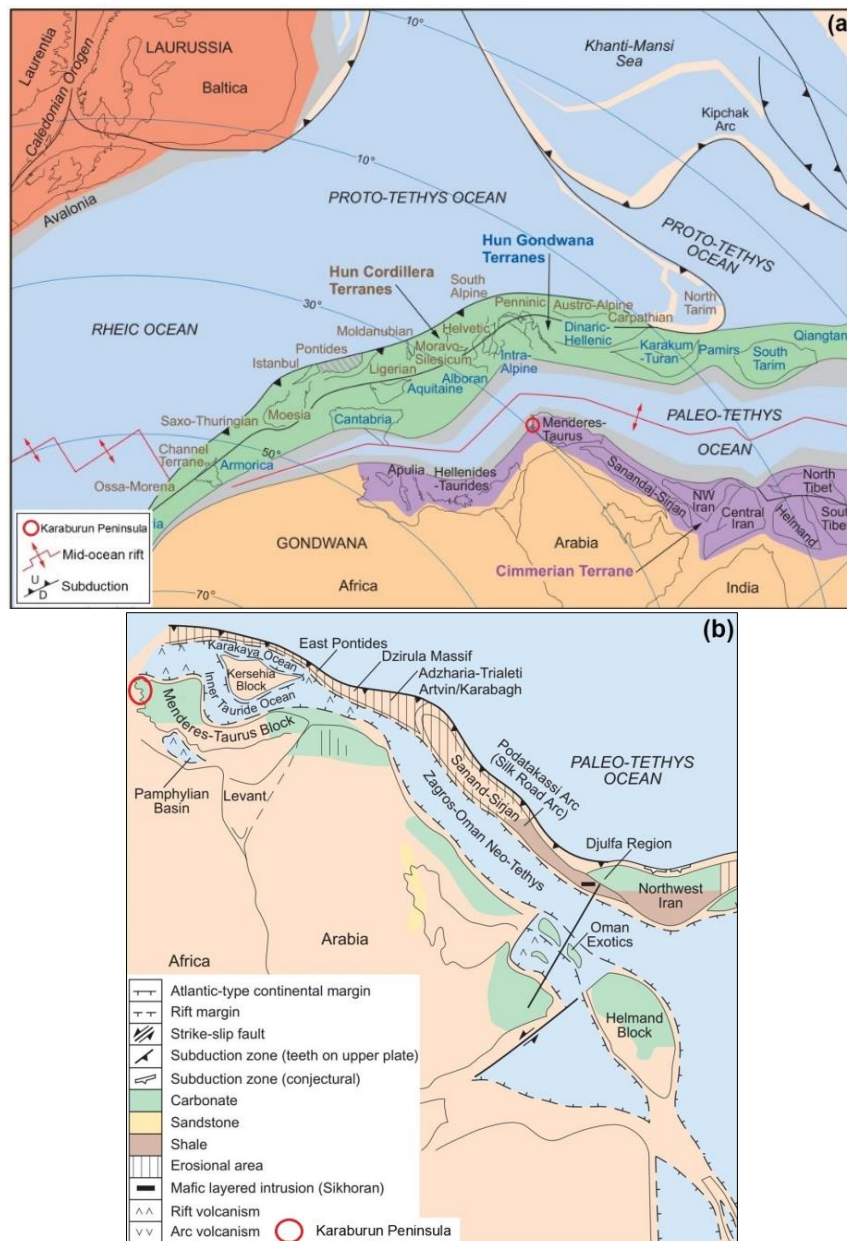 (a)
LAURUSSIA
Laurentia
Caledonian Orogen
Baltica
Avalonia
10°
Khanti-Mansi
Sea
Kipchak
Arc
10°
PROTO-TETHYS OCEAN
PROTO-TETHYS
OCEAN
Hun Gondwana
Terranes
Hun Cordillera
Terranes
30°
South
Alpine
Penninic
Austro-Alpine
Carpathian
North
Tarim
RHEIC OCEAN
Moldanubian
Helvetic
Dinaric-
Hellenic
Qiangtan
Pontides
Moravo-
Silesicum
Karakum
-Turan
Pamirs
South
Tarim
Istanbul
Ligerian
Intra-
Alpine
Alboran
Aquitaine
Moesia
Saxo-Thuringian
Cantabria
PALEO-TETHYS
OCEAN
Menderes-
Taurus
Channel
Terrane
50°
Armorica
Ossa-Morena
ia
Apulia
Hellenides
-Taurides
Sanandaj-Sirjan
North
Tibet
NW
Iran
Central
Iran
Helmand
South
Tibe
GONDWANA
Arabia
Africa
Cimmerian Terrane
India
70°
Karaburun Peninsula
Mid-ocean rift
U
D
Subduction
(b)
Karakaya Ocean
East Pontides
Dzirula Massif
Adzharia-Trialeti
Artvin/Karabagh
Kersehia
Block
Inner Tauride Ocean
Menderes-Taurus Block
Podatakassi Arc
(Silk Road Arc)
PALEO-TETHYS
OCEAN
Sanand-Sirjan
Pamphylian
Basin
Levant
Zagros-Oman Neo-Tethys
Djulfa Region
Northwest
Iran
Oman
Exotics
Arabia
Africa
Helmand
Block
Atlantic-type continental margin
Rift margin
Strike-slip fault
Subduction zone (teeth on upper plate)
Subduction zone (conjectural)
Carbonate
Sandstone
Shale
Erosional area
Mafic layered intrusion (Sikhoran)
Rift volcanism
Arc volcanism
Karaburun Peninsula